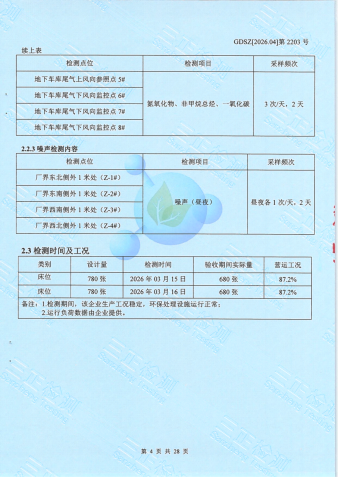 GDSZ[2026.04]第 2203 号
续上表
检测点位 检测项目 采样频次
地下车库尾气上风向参照点 5#
地下车库尾气下风向监控点 6#
地下车库尾气下风向监控点 7#
地下车库尾气下风向监控点 8#
氮氧化物、非甲烷总烃、一氧化碳 3 次/天、2 天
2.2.3 噪声检测内容
检测点位 检测项目 采样频次
厂界东北侧外 1 米处（Z-1#）
厂界东南侧外 1 米处（Z-2#）
厂界西南侧外 1 米处（Z-3#）
厂界西北侧外 1 米处（Z-4#）
噪声（昼夜） 昼夜各 1 次/天、2 天
2.3 检测时间及工况
类别 设计量 检测时间 验收期间实际量 营运工况
床位 780 张 2026 年 03 月 15 日 680 张 87.2%
床位 780 张 2026 年 03 月 16 日 680 张 87.2%
备注：1.检测期间，该企业生产工况稳定，环保处理设施运行正常；
2.运行负荷数据由企业提供。
第 4 页 共 28 页